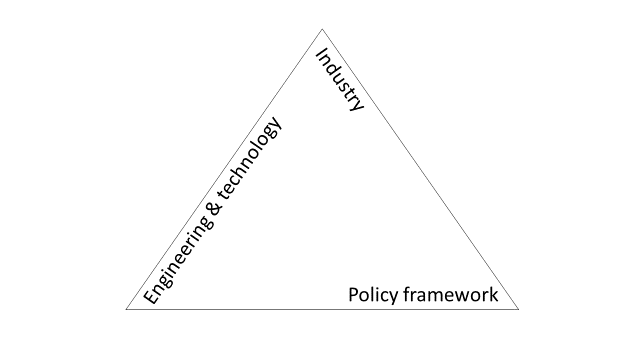 Industry
Engineering & technology
Policy framework